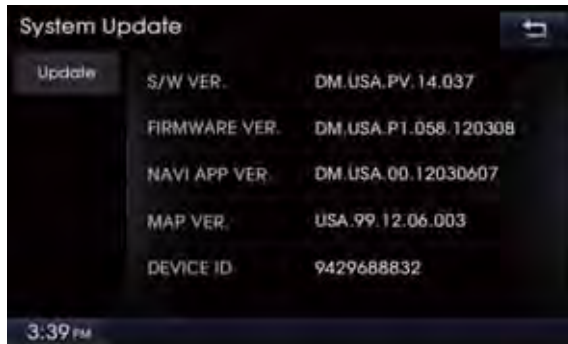 System Update
Update
S/W VER. DM.USA.PV.14.037
FIRMWARE VER. DM.USA.P1.058.120308
NAVI APP VER. DM.USA.00.12030607
MAP VER. USA.99.12.06.003
DEVICE ID 9429688832
3:39 PM